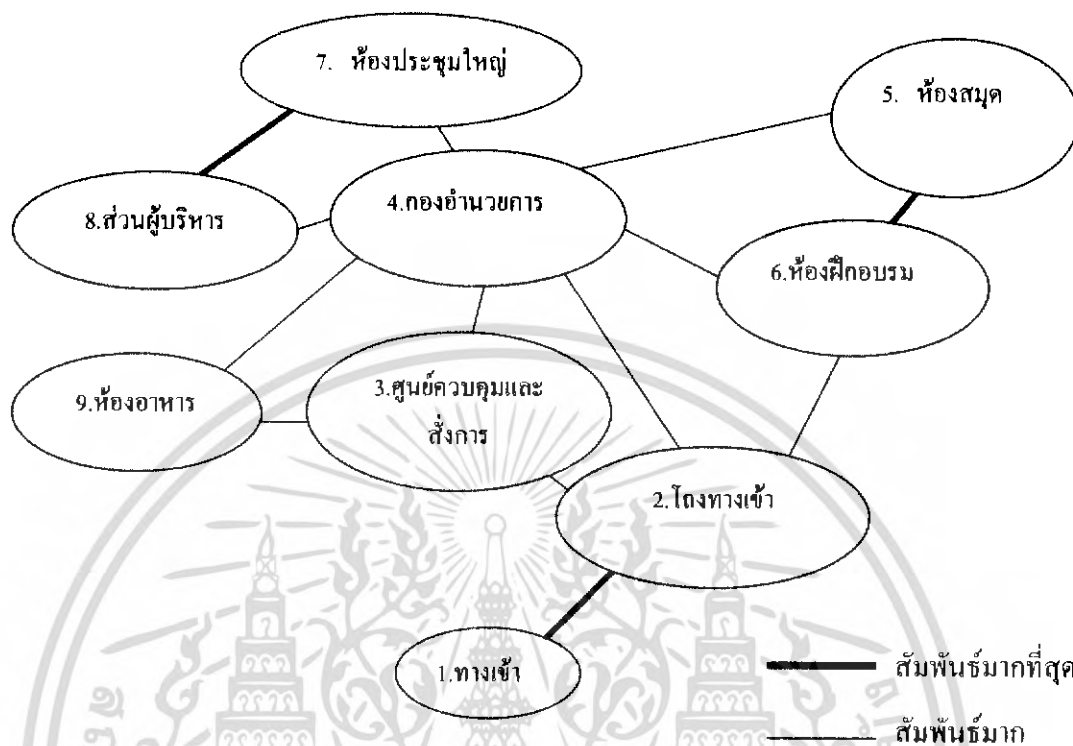 7. ห้องประชุมใหญ่
5. ห้องสมุด
4.กองอำนวยการ
8.ส่วนผู้บริหาร
6.ห้องฝึกอบรม
9.ห้องอาหาร
3.ศูนย์ควบคุมและ
สั่งการ
2.โถงทางเข้า
1.ทางเข้า
สัมพันธ์มากที่สุด
สัมพันธ์มาก